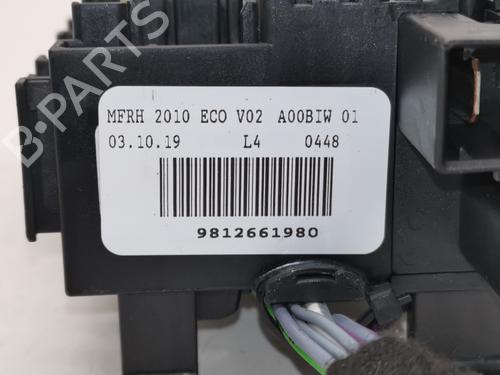 MFRH 2010 ECO V02 A00BIW 01
03.10.19 L4 0448
9812661980
B-PARTS